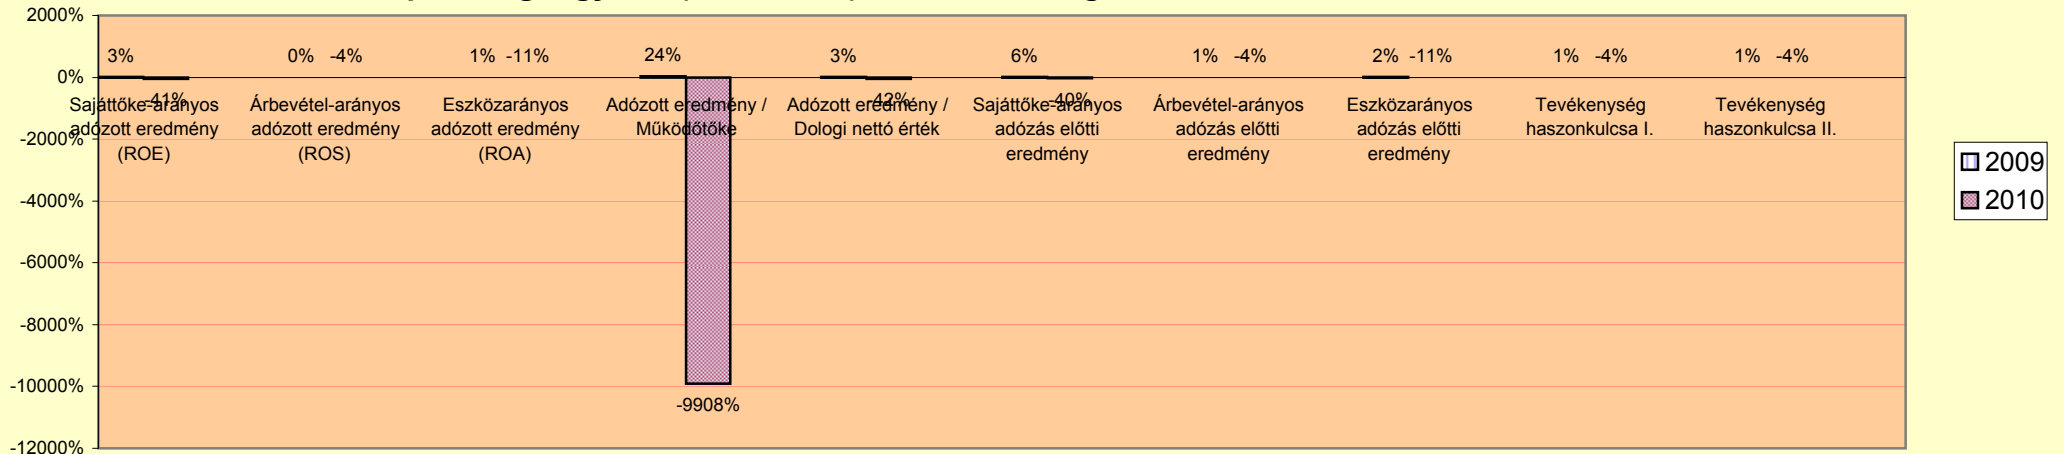 2000%
0%
-2000%
-4000%
-6000%
-8000%
-10000%
-12000%
3%
-41%
0% -4%
1% -11%
24%
-9908%
3%
-42%
6%
-40%
1% -4%
2% -11%
1% -4%
1% -4%
Sajáttőke-arányos
adózott eredmény
(ROE)
Árbevétel-arányos
adózott eredmény
(ROS)
Eszközarányos
adózott eredmény
(ROA)
Adózott eredmény /
Működőtőke
Adózott eredmény /
Dologi nettó érték
Sajáttőke-arányos
adózás előtti
eredmény
Árbevétel-arányos
adózás előtti
eredmény
Eszközarányos
adózás előtti
eredmény
Tevékenység
haszonkulcsa I.
Tevékenység
haszonkulcsa II.
2009
2010